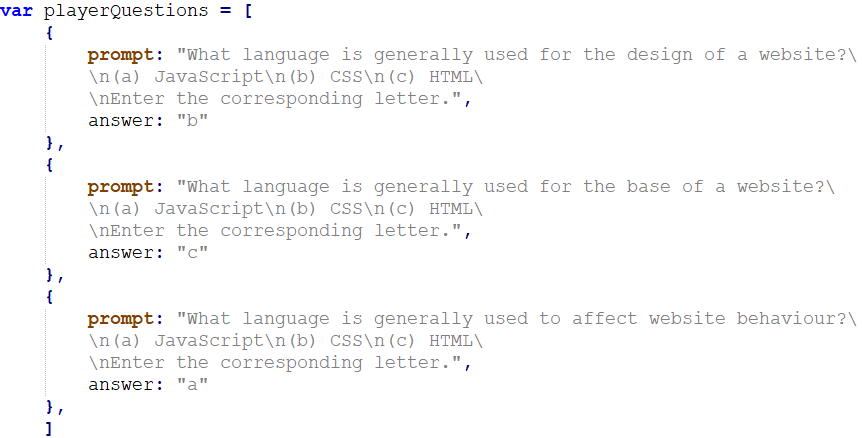 var playerQuestions = [
    {
        prompt: "What language is generally used for the design of a website?\
        \n(a) JavaScript\n(b) CSS\n(c) HTML\
        \nEnter the corresponding letter.",
        answer: "b"
    },
    {
        prompt: "What language is generally used for the base of a website?\
        \n(a) JavaScript\n(b) CSS\n(c) HTML\
        \nEnter the corresponding letter.",
        answer: "c"
    },
    {
        prompt: "What language is generally used to affect website behaviour?\
        \n(a) JavaScript\n(b) CSS\n(c) HTML\
        \nEnter the corresponding letter.",
        answer: "a"
    },
    ]